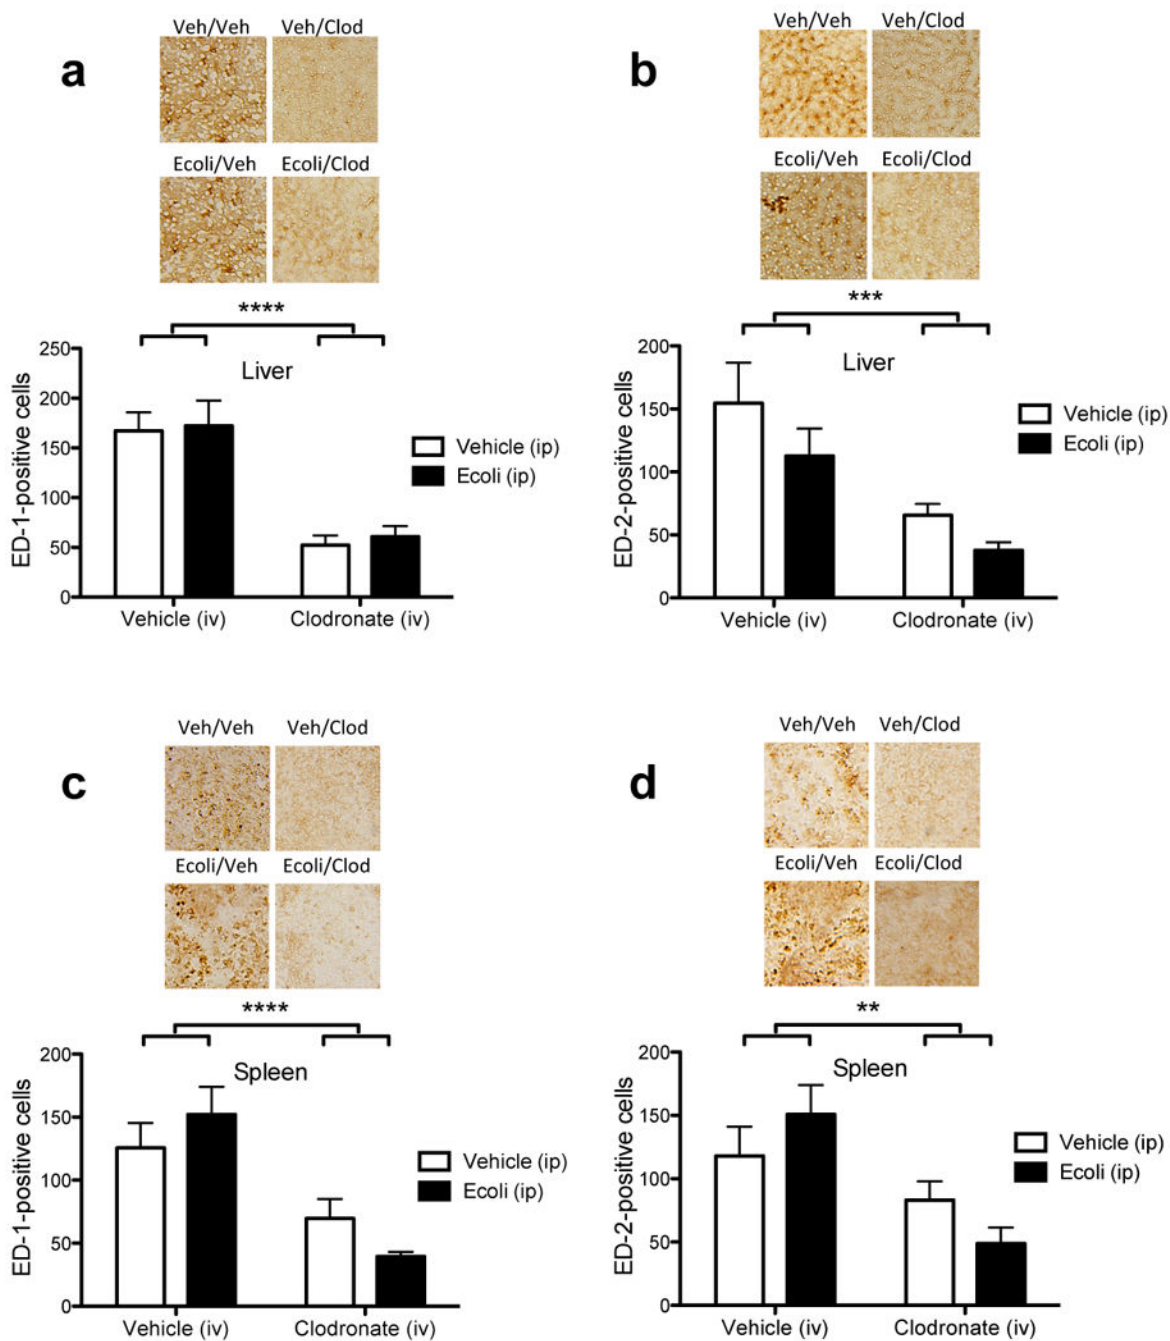 a
Veh/Veh Veh/Clod
Ecoli/Veh Ecoli/Clod
****
Liver
ED-1-positive cells
250
200
150
100
50
0
Vehicle (iv) Clodronate (iv)
Vehicle (ip)
Ecoli (ip)
b
Veh/Veh Veh/Clod
Ecoli/Veh Ecoli/Clod
***
Liver
ED-2-positive cells
200
150
100
50
0
Vehicle (iv) Clodronate (iv)
Vehicle (ip)
Ecoli (ip)
c
Veh/Veh Veh/Clod
Ecoli/Veh Ecoli/Clod
****
Spleen
ED-1-positive cells
200
150
100
50
0
Vehicle (iv) Clodronate (iv)
Vehicle (ip)
Ecoli (ip)
d
Veh/Veh Veh/Clod
Ecoli/Veh Ecoli/Clod
**
Spleen
ED-2-positive cells
200
150
100
50
0
Vehicle (iv) Clodronate (iv)
Vehicle (ip)
Ecoli (ip)